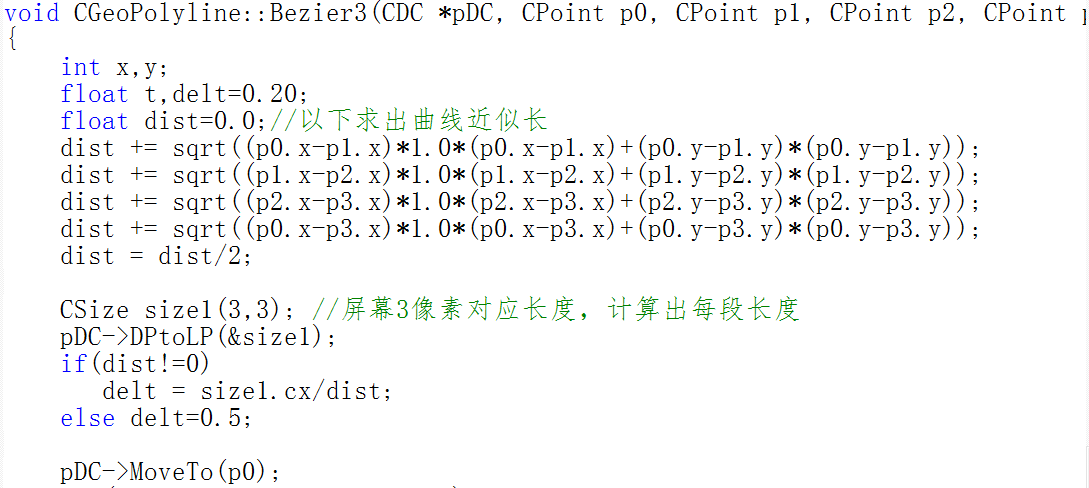 void CGeoPolyline::Bezier3(CDC *pDC, CPoint p0, CPoint p1, CPoint p2, CPoint p
{
int x,y;
float t,delt=0.20;
float dist=0.0;//以下求出曲线近似长
dist += sqrt((p0.x-p1.x)*1.0*(p0.x-p1.x)+(p0.y-p1.y)*(p0.y-p1.y));
dist += sqrt((p1.x-p2.x)*1.0*(p1.x-p2.x)+(p1.y-p2.y)*(p1.y-p2.y));
dist += sqrt((p2.x-p3.x)*1.0*(p2.x-p3.x)+(p2.y-p3.y)*(p2.y-p3.y));
dist += sqrt((p0.x-p3.x)*1.0*(p0.x-p3.x)+(p0.y-p3.y)*(p0.y-p3.y));
dist = dist/2;
CSize size1(3,3); //屏幕3像素对应长度，计算出每段长度
pDC->DPtoLP(&size1);
if(dist!=0)
delt = size1.cx/dist;
else delt=0.5;
pDC->MoveTo(p0);